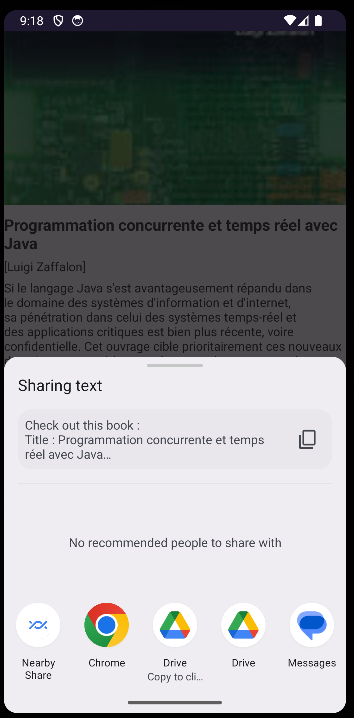 9:18
Luigi Zaffalon
Programmation concurrente et temps réel avec
Java
[Luigi Zaffalon]
Si le langage Java s'est avantageusement répandu dans
le domaine des systèmes d'information et d'internet,
sa pénétration dans celui des systèmes temps-réel et
des applications critiques est bien plus récente, voire
confidentielle. Cet ouvrage cible prioritairement ces nouveaux
Sharing text
Check out this book :
Title : Programmation concurrente et temps
réel avec Java...
No recommended people to share with
Nearby
Share
Chrome
Drive
Copy to cli...
Drive
Messages